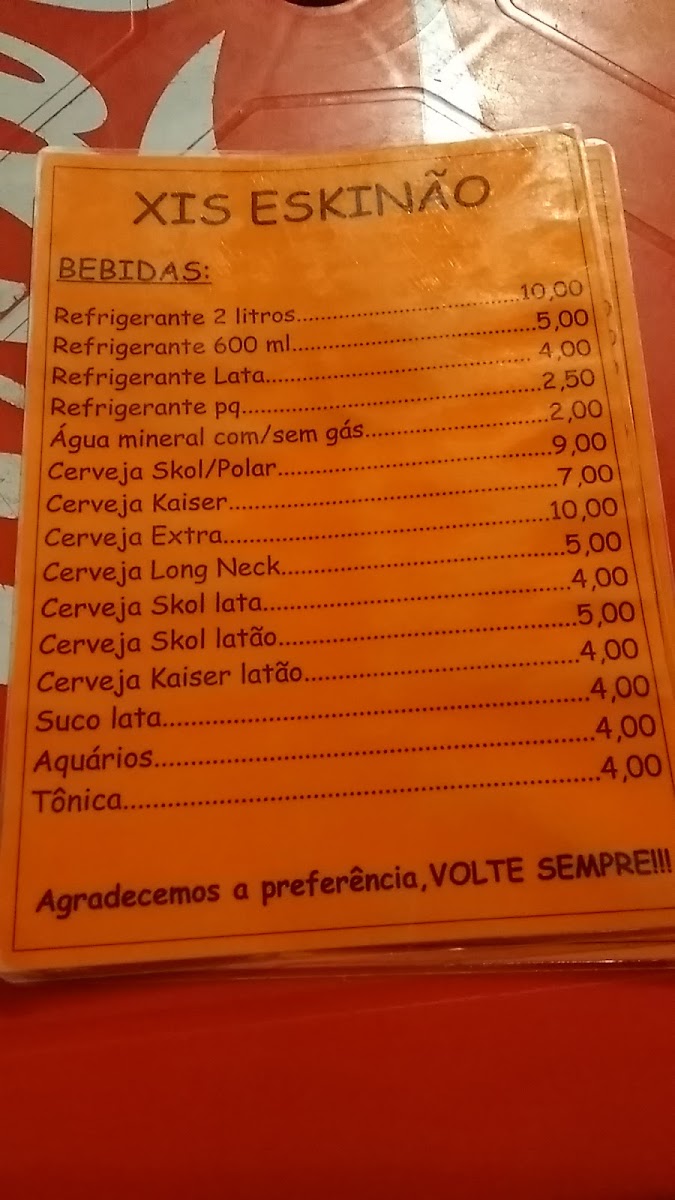 XIS ESKINÃO
BEBIDAS:
Refrigerante 2 litros..............................10,00
Refrigerante 600 ml..............................5,00
Refrigerante Lata.............................. 4,00
Refrigerante pq..............................2,50
Água mineral com/sem gás..............................2,00
Cerveja Skol/Polar..............................9,00
Cerveja Kaiser..............................7,00
Cerveja Extra..............................10,00
Cerveja Long Neck..............................5,00
Cerveja Skol lata..............................4,00
Cerveja Skol latão..............................5,00
Cerveja Kaiser latão..............................4,00
Suco lata..............................4,00
Aquários..............................4,00
Tônica..............................4,00
Agradecemos a preferência,VOLTE SEMPRE!!!